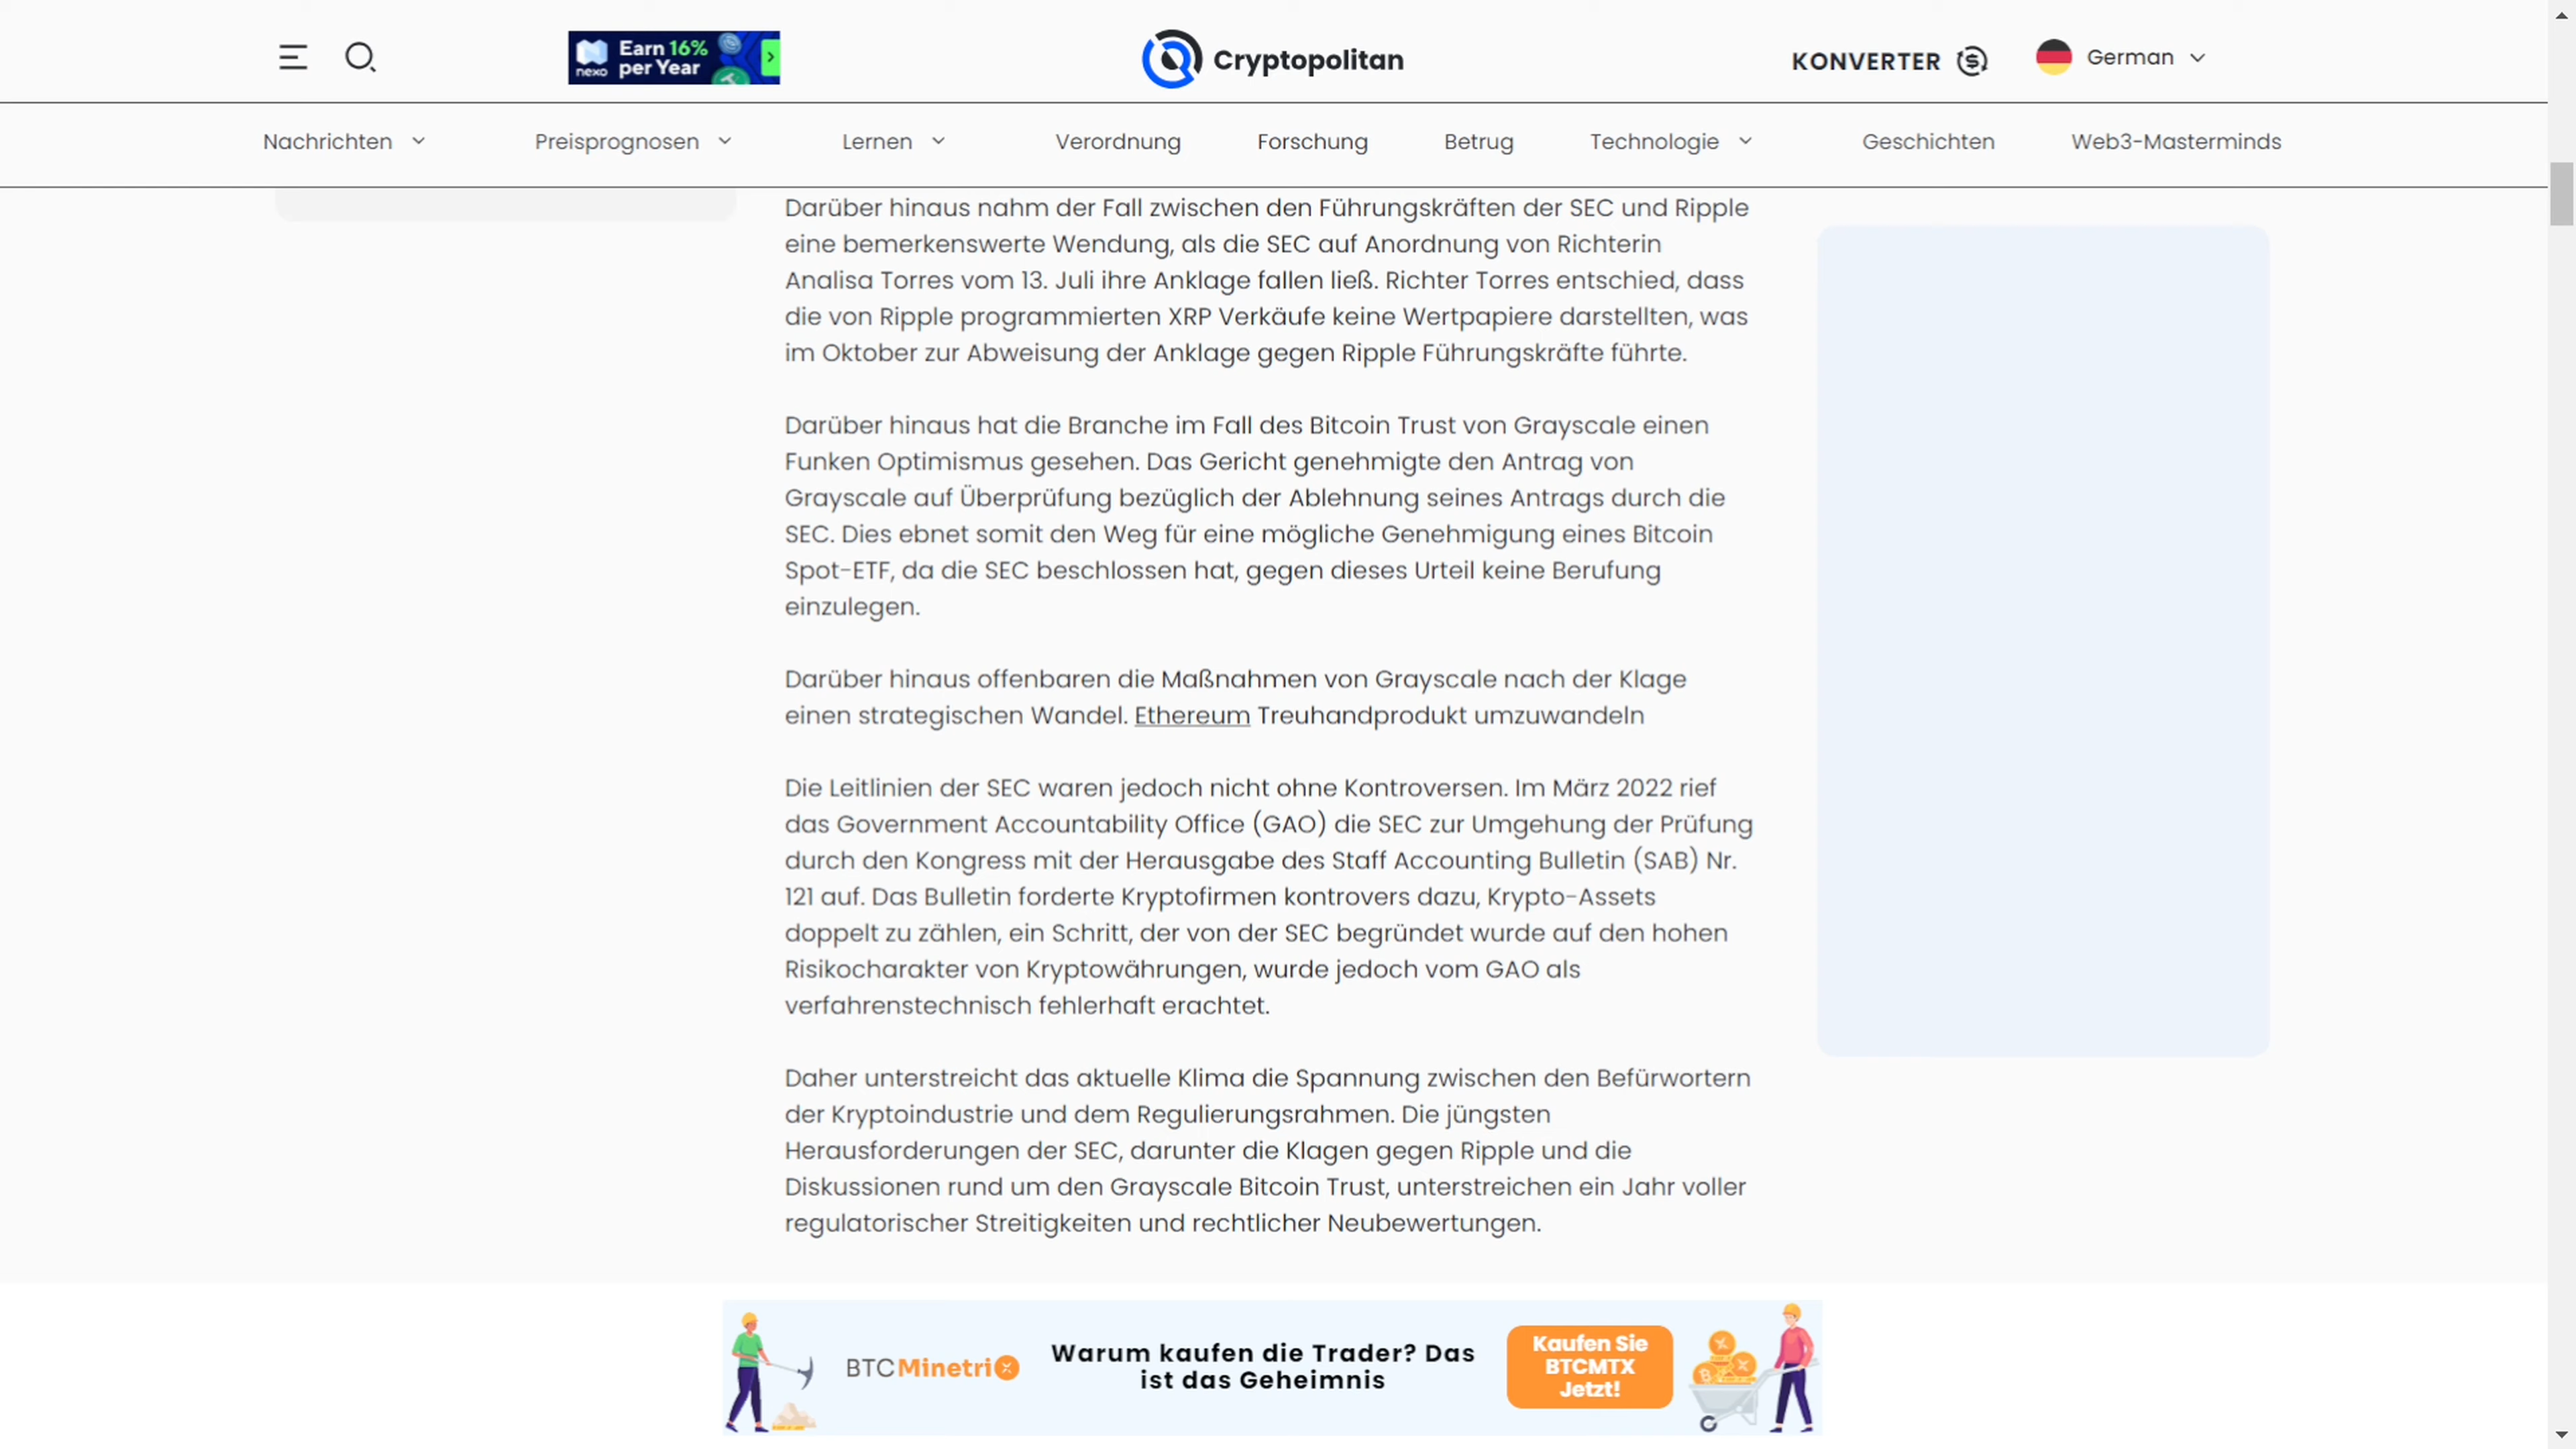 nexo
Earn 16%
per Year
Cryptopolitan
KONVERTER
German
Nachrichten
Preisprognosen
Lernen
Verordnung
Forschung
Betrug
Technologie
Geschichten
Web3-Masterminds
Darüber hinaus nahm der Fall zwischen den Führungskräften der SEC und Ripple
eine bemerkenswerte Wendung, als die SEC auf Anordnung von Richterin
Analisa Torres vom 13. Juli ihre Anklage fallen ließ. Richter Torres entschied, dass
die von Ripple programmierten XRP Verkäufe keine Wertpapiere darstellten, was
im Oktober zur Abweisung der Anklage gegen Ripple Führungskräfte führte.
Darüber hinaus hat die Branche im Fall des Bitcoin Trust von Grayscale einen
Funken Optimismus gesehen. Das Gericht genehmigte den Antrag von
Grayscale auf Überprüfung bezüglich der Ablehnung seines Antrags durch die
SEC. Dies ebnet somit den Weg für eine mögliche Genehmigung eines Bitcoin
Spot-ETF, da die SEC beschlossen hat, gegen dieses Urteil keine Berufung
einzulegen.
Darüber hinaus offenbaren die Maßnahmen von Grayscale nach der Klage
einen strategischen Wandel. Ethereum Treuhandprodukt umzuwandeln
Die Leitlinien der SEC waren jedoch nicht ohne Kontroversen. Im März 2022 rief
das Government Accountability Office (GAO) die SEC zur Umgehung der Prüfung
durch den Kongress mit der Herausgabe des Staff Accounting Bulletin (SAB) Nr.
121 auf. Das Bulletin forderte Kryptofirmen kontrovers dazu, Krypto-Assets
doppelt zu zählen, ein Schritt, der von der SEC begründet wurde auf den hohen
Risikocharakter von Kryptowährungen, wurde jedoch vom GAO als
verfahrenstechnisch fehlerhaft erachtet.
Daher unterstreicht das aktuelle Klima die Spannung zwischen den Befürwortern
der Kryptoindustrie und dem Regulierungsrahmen. Die jüngsten
Herausforderungen der SEC, darunter die Klagen gegen Ripple und die
Diskussionen rund um den Grayscale Bitcoin Trust, unterstreichen ein Jahr voller
regulatorischer Streitigkeiten und rechtlicher Neubewertungen.
BTCMinetrix
Warum kaufen die Trader? Das
ist das Geheimnis
Kaufen Sie
BTCMTX
Jetzt!